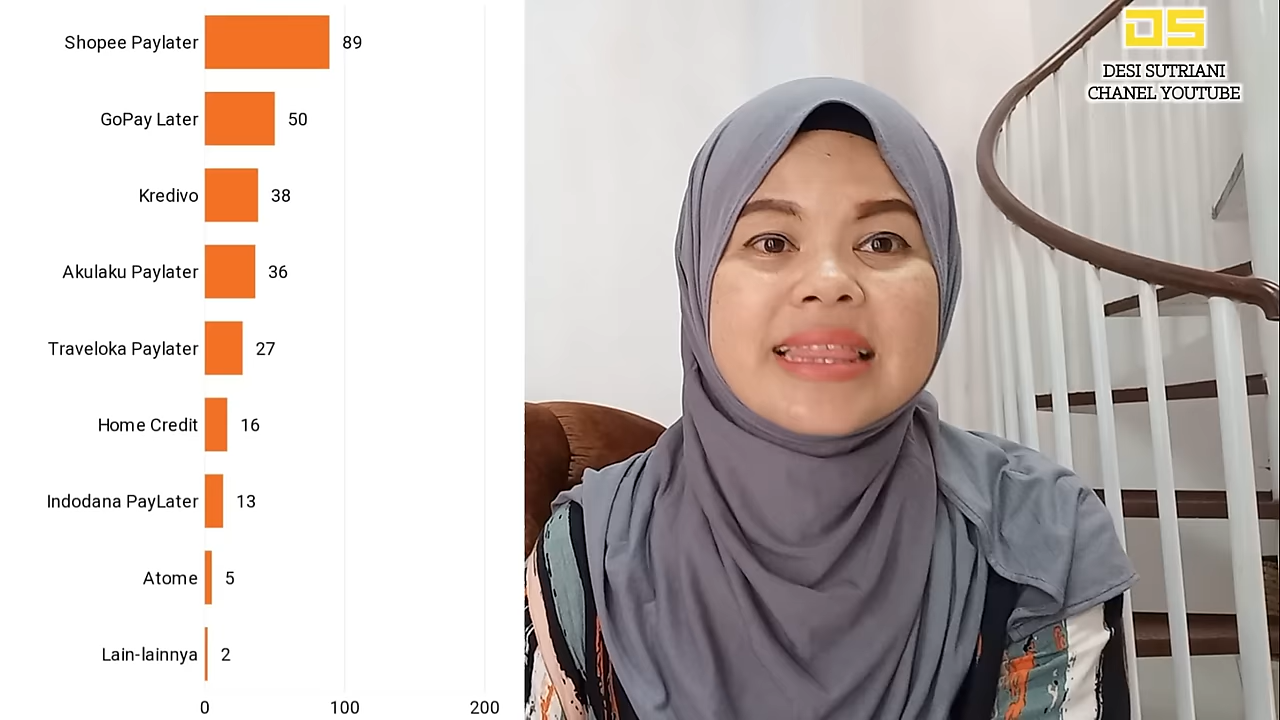 Shopee Paylater 89
GoPay Later 50
Kredivo 38
Akulaku Paylater 36
Traveloka Paylater 27
Home Credit 16
Indodana PayLater 13
Atome 5
Lain-lainnya 2
0 100 200
DS
DESI SUTRIANI
CHANEL YOUTUBE